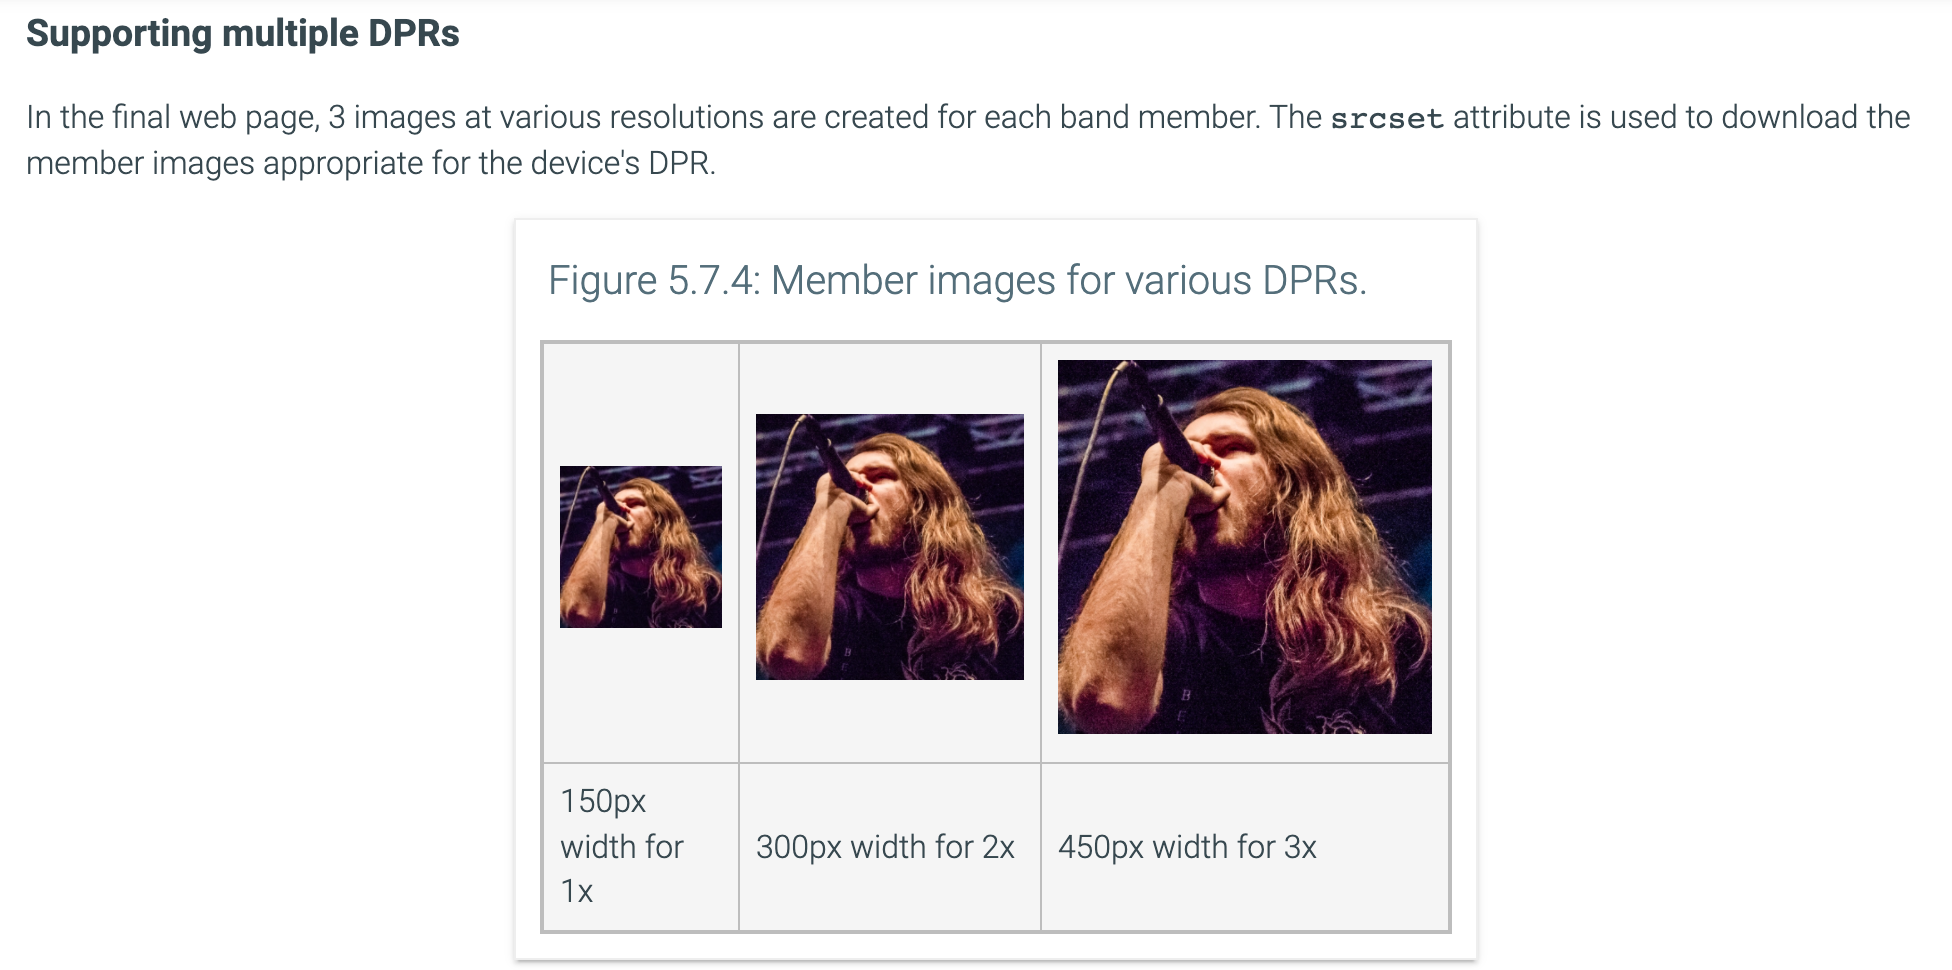 Supporting multiple DPRs
In the final web page, 3 images at various resolutions are created for each band member. The srcset attribute is used to download the
member images appropriate for the device's DPR.
Figure 5.7.4: Member images for various DPRs.
B
E
B
E
150px
width for
1x
300px width for 2x
450px width for 3x